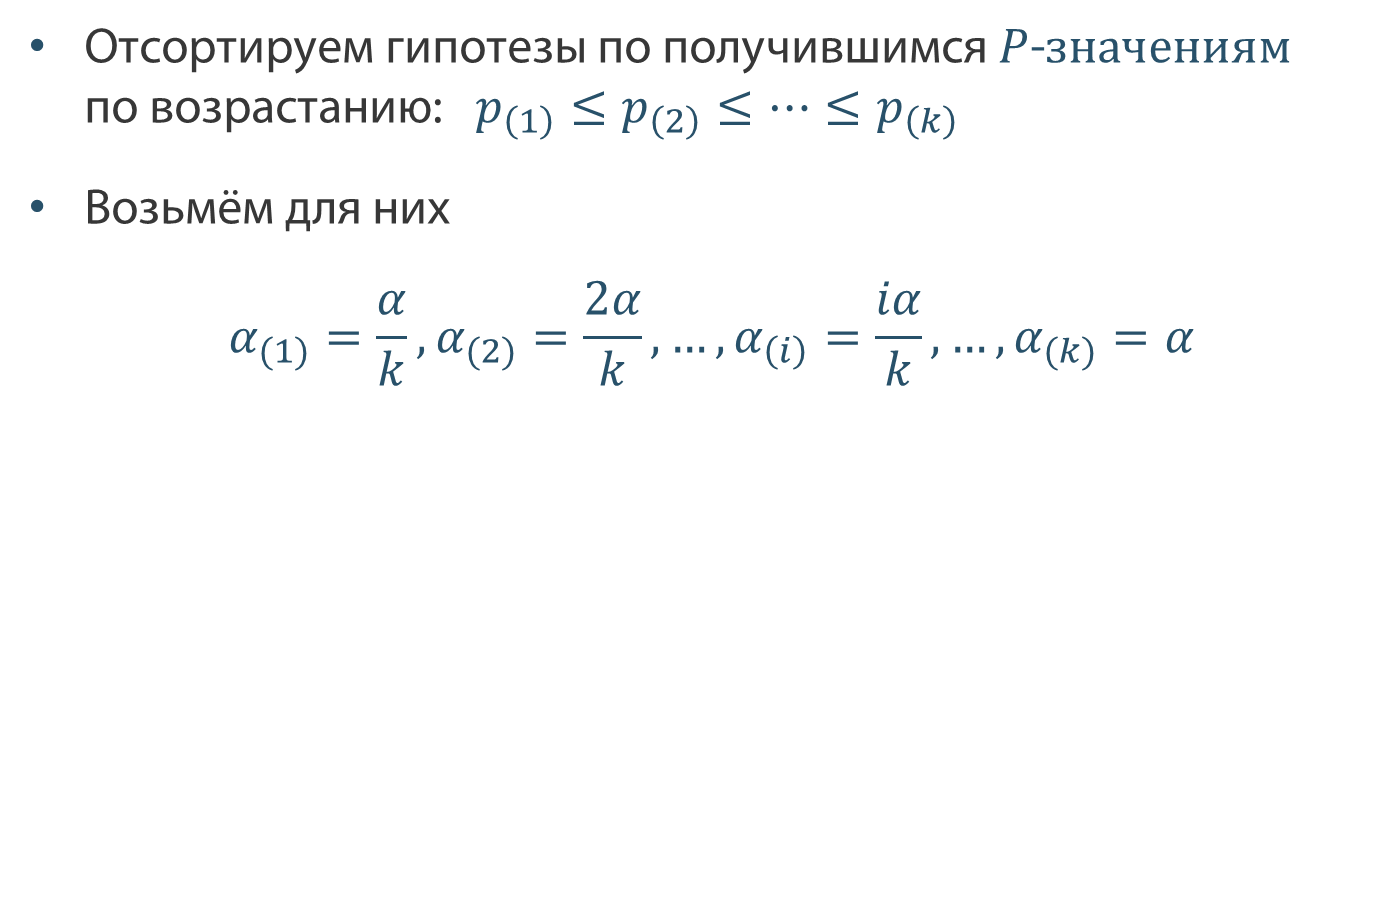 • Отсортируем гипотезы по получившимся P-значениям
по возрастанию: p₍₁₎ ≤ p₍₂₎ ≤ ⋯ ≤ p₍ₖ₎
• Возьмём для них
α₍₁₎ = α/k, α₍₂₎ = 2α/k, …, α₍ᵢ₎ = iα/k, …, α₍ₖ₎ = α